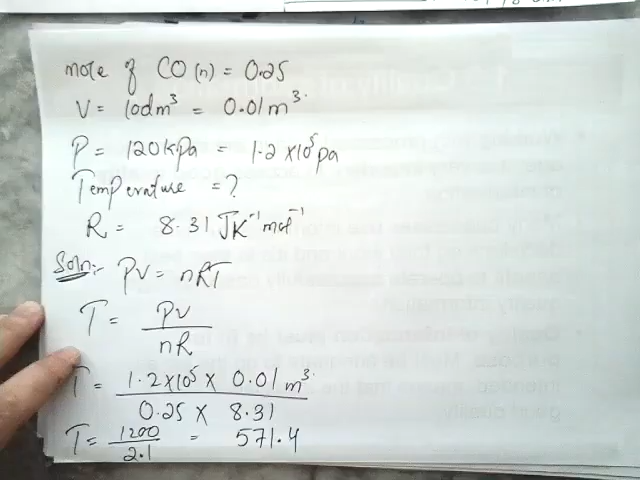 mole of CO (n) = 0.25
V = 10dm³ = 0.01m³
P = 120kPa = 1.2 x10⁵pa
Temperature = ?
R = 8.31 JK⁻¹mol⁻¹
Soln:- PV = nRT
T = PV / nR
T = 1.2x10⁵ x 0.01m³ / 0.25 x 8.31
T = 1200 / 2.1 = 571.4